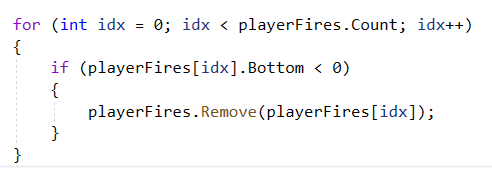 for (int idx = 0; idx < playerFires.Count; idx++)
{
    if (playerFires[idx].Bottom < 0)
    {
        playerFires.Remove(playerFires[idx]);
    }
}